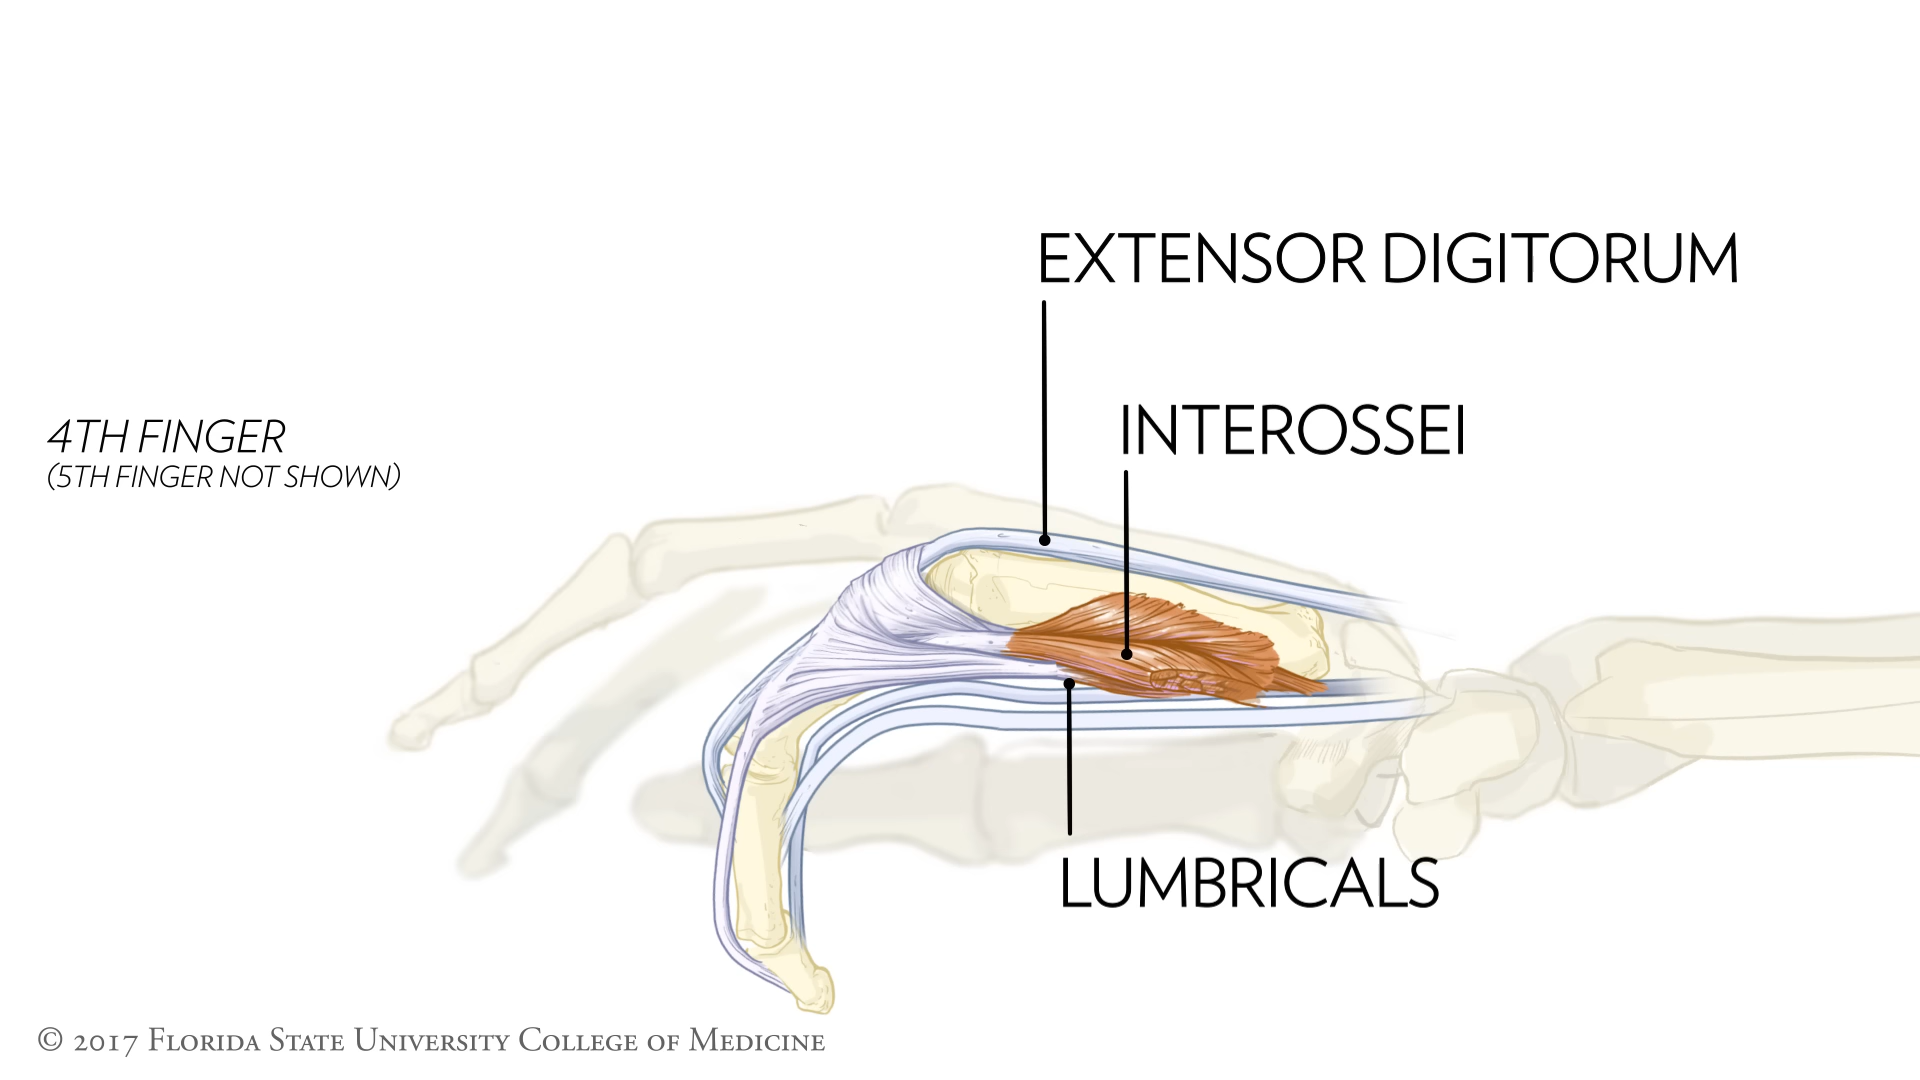 EXTENSOR DIGITORUM
INTEROSSEI
4TH FINGER
(5TH FINGER NOT SHOWN)
LUMBRICALS
© 2017 Florida State University College of Medicine